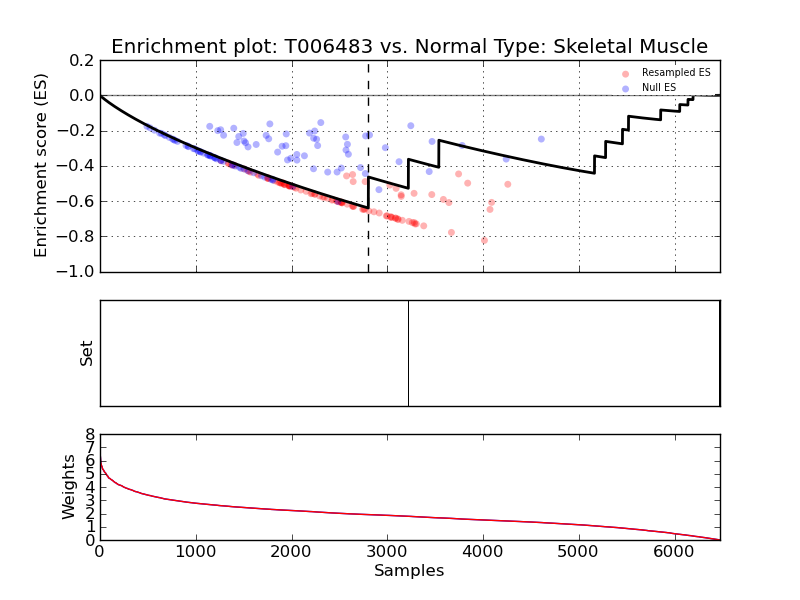 Enrichment plot: T006483 vs. Normal Type: Skeletal Muscle
Enrichment score (ES)
0.2
0.0
−0.2
−0.4
−0.6
−0.8
−1.0
Resampled ES
Null ES
Set
Weights
8
7
6
5
4
3
2
1
0
0 1000 2000 3000 4000 5000 6000
Samples